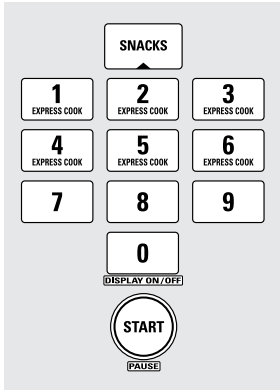 SNACKS
1 2 3
EXPRESS COOK EXPRESS COOK EXPRESS COOK
4 5 6
EXPRESS COOK EXPRESS COOK EXPRESS COOK
7 8 9
0
DISPLAY ON/OFF
START
PAUSE